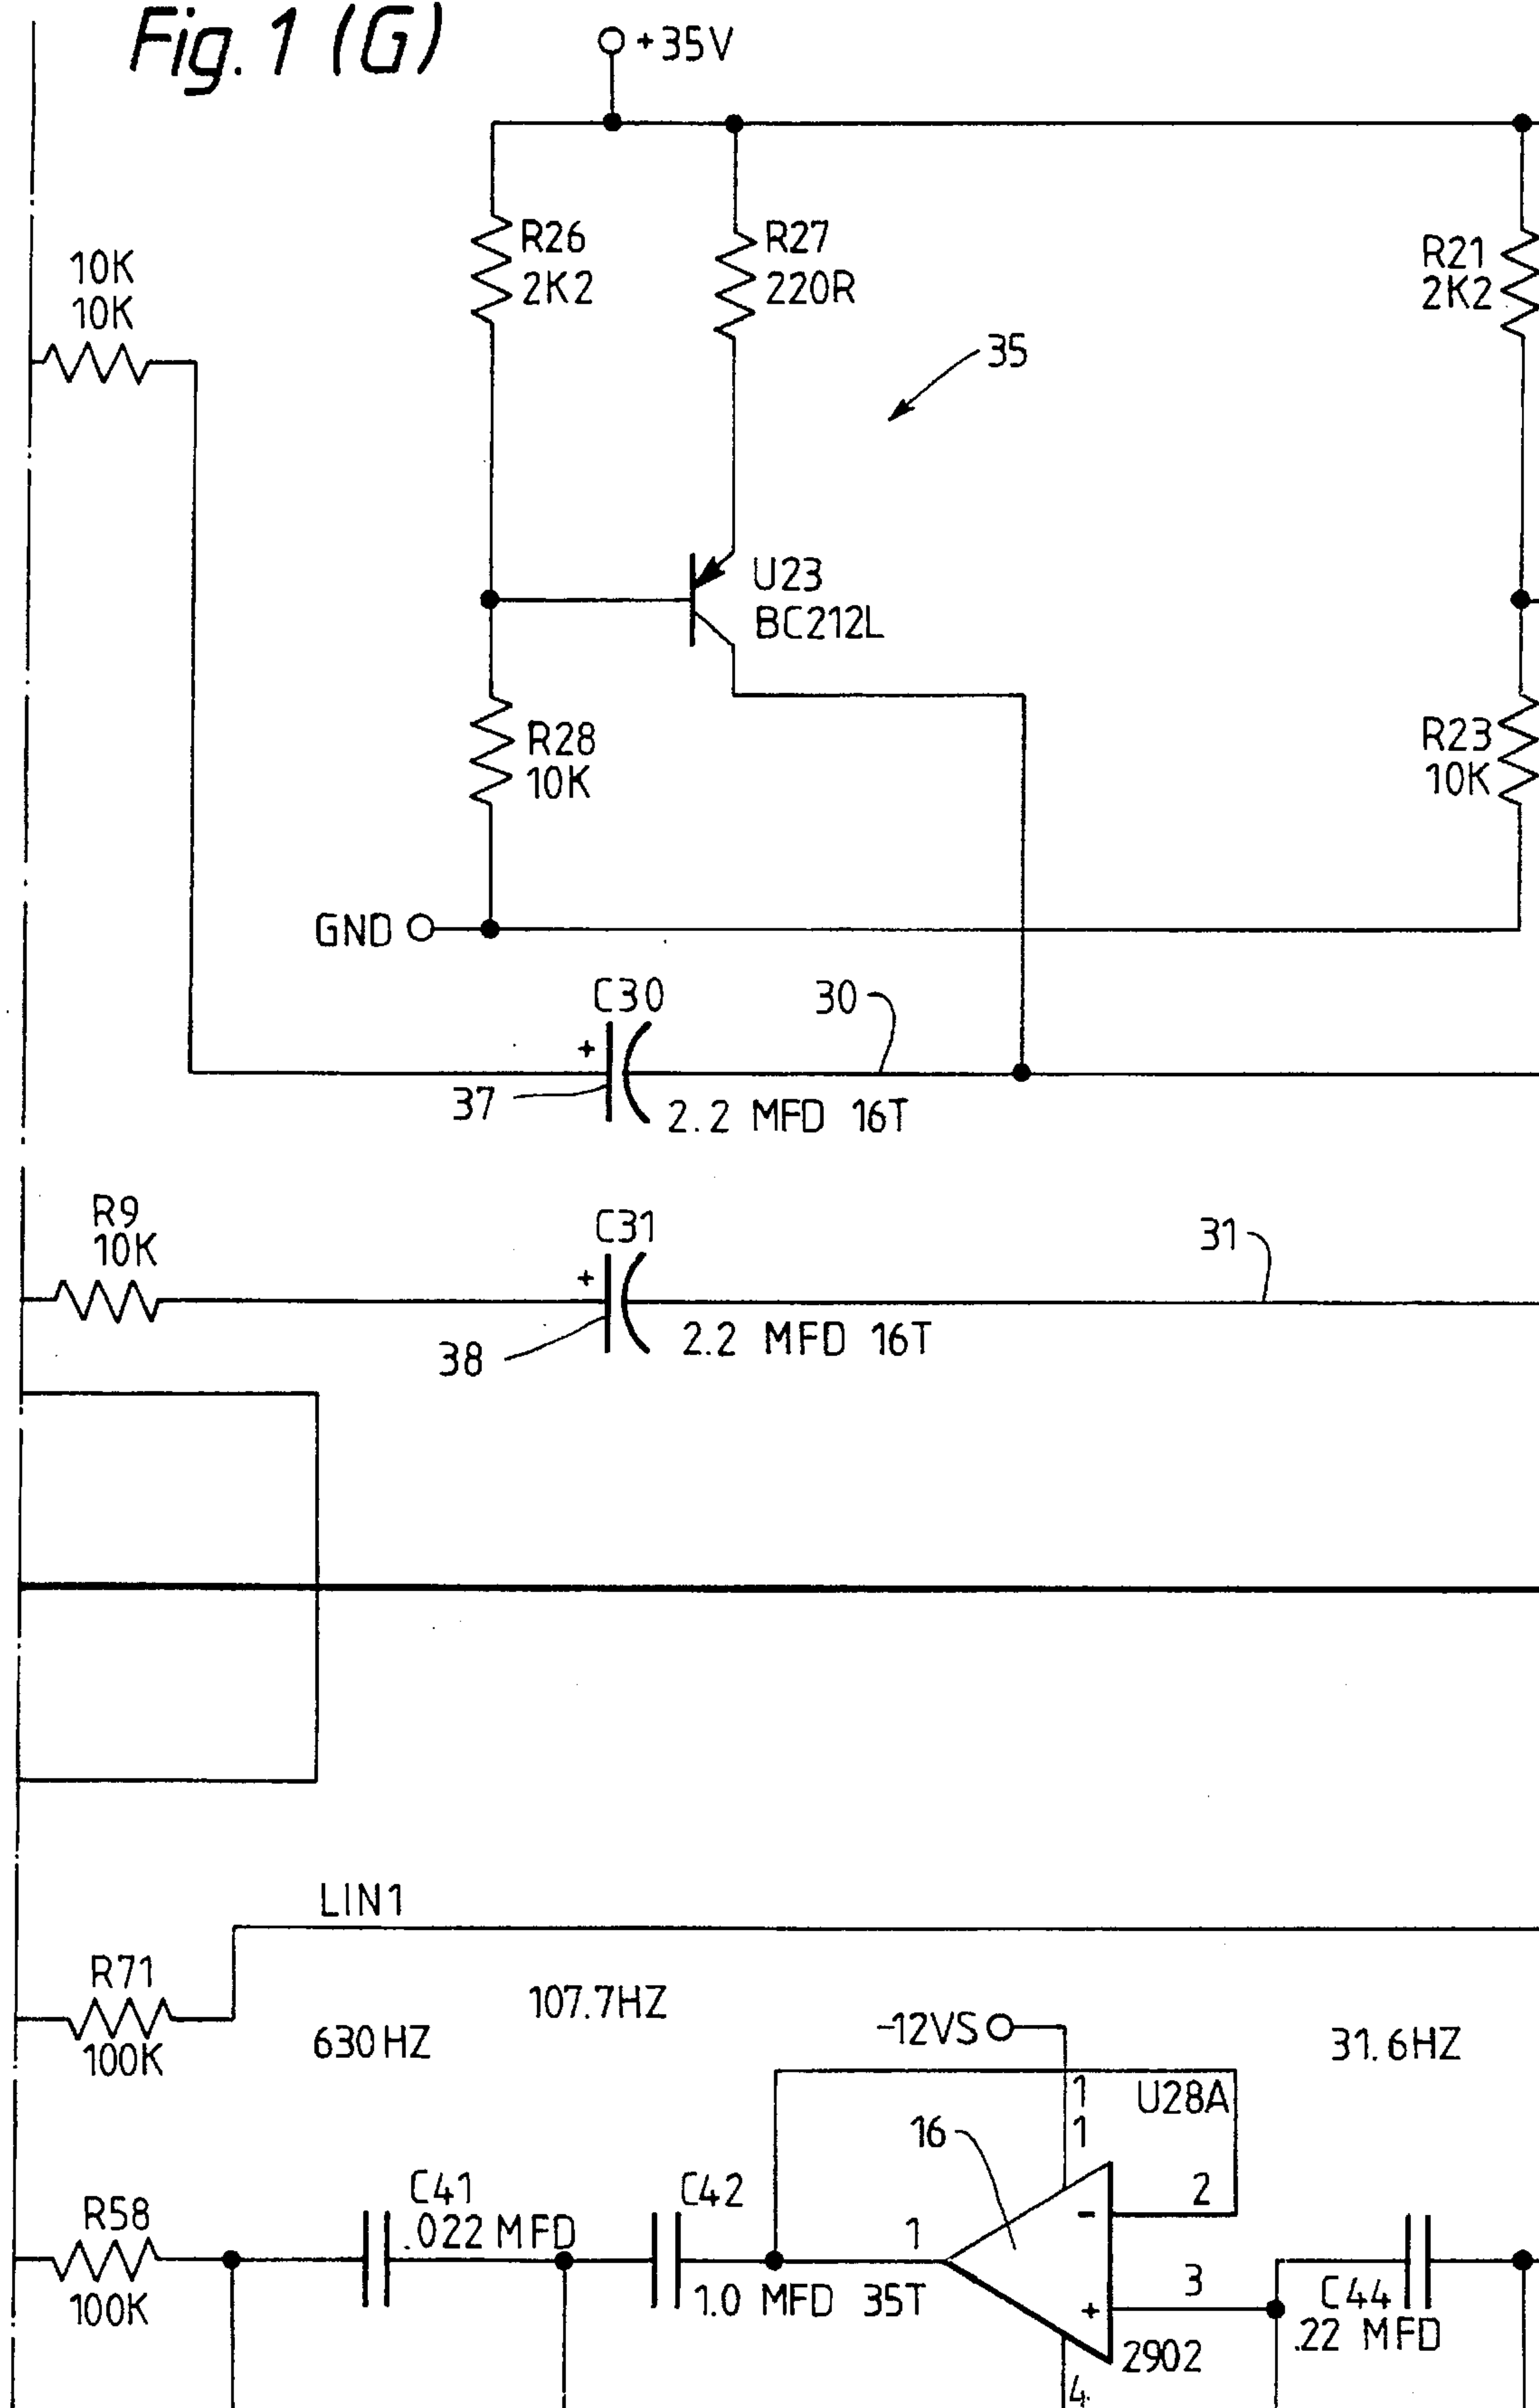 Fig. 1 (G)
+35V
R26
2K2
R27
220R
R21
2K2
10K
10K
35
U23
BC212L
R28
10K
R23
10K
GND
C30
30
+
37
2.2 MFD 16T
R9
10K
C31
31
+
38
2.2 MFD 16T
LIN1
R71
100K
107.7HZ
630HZ
-12VS
31.6HZ
1
1
U28A
16
C41
.022 MFD
C42
2
-
R58
100K
1
1.0 MFD 35T
3
+
C44
.22 MFD
2902
4